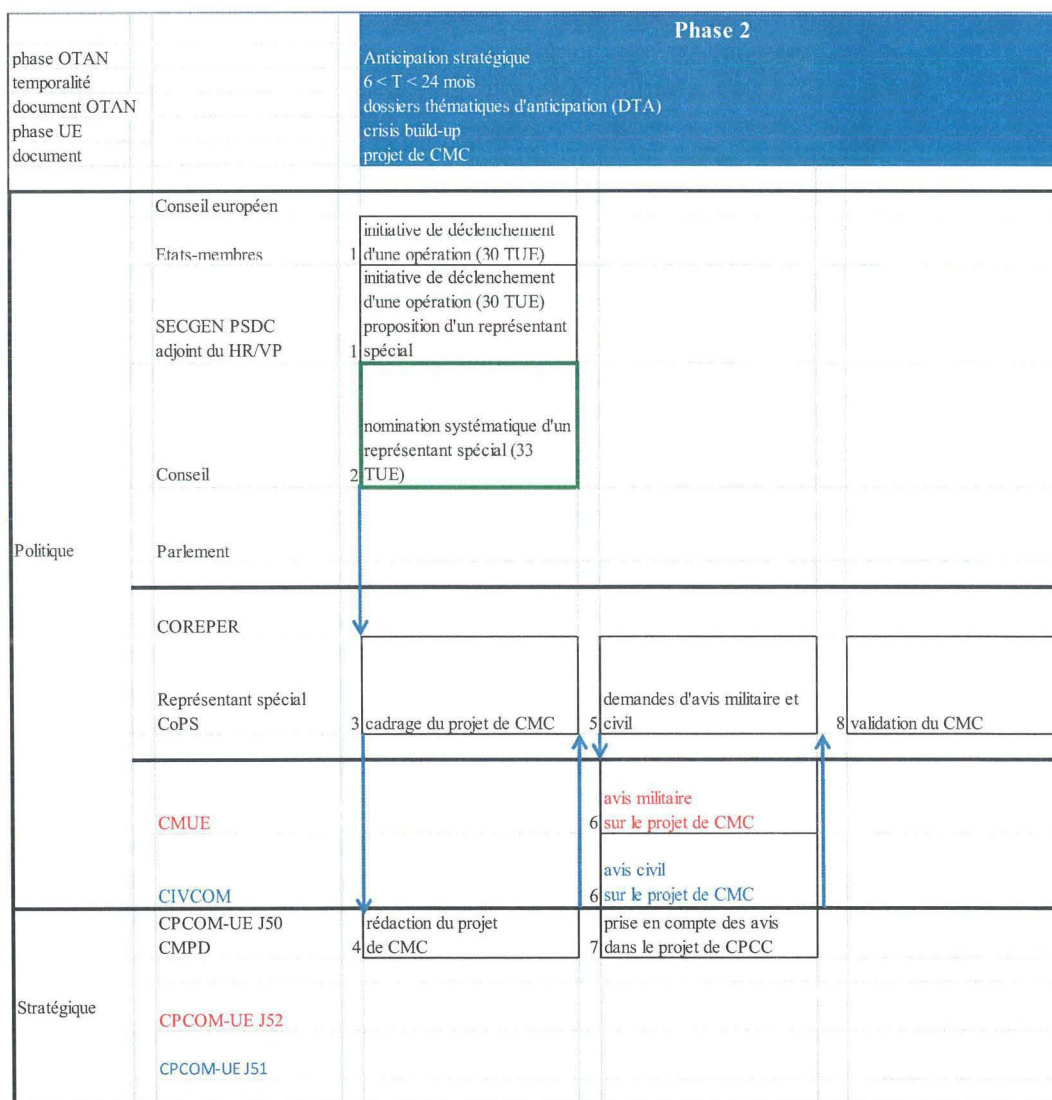 Phase 2
phase OTAN Anticipation stratégique
temporalité 6 < T < 24 mois
document OTAN dossiers thématiques d'anticipation (DTA)
phase UE crisis build-up
document projet de CMC
Conseil européen
initiative de déclenchement
Etats-membres 1 d'une opération (30 TUE)
initiative de déclenchement
d'une opération (30 TUE)
SECGEN PSDC proposition d'un représentant
adjoint du HR/VP 1 spécial
nomination systématique d'un
représentant spécial (33
Conseil 2 TUE)
Politique Parlement
COREPER
Représentant spécial demandes d'avis militaire et
CoPS 3 cadrage du projet de CMC 5 civil 8 validation du CMC
avis militaire
CMUE 6 sur le projet de CMC
avis civil
CIVCOM 6 sur le projet de CMC
CPCOM-UE J50 rédaction du projet prise en compte des avis
CMPD 4 de CMC 7 dans le projet de CPCC
Stratégique
CPCOM-UE J52
CPCOM-UE J51